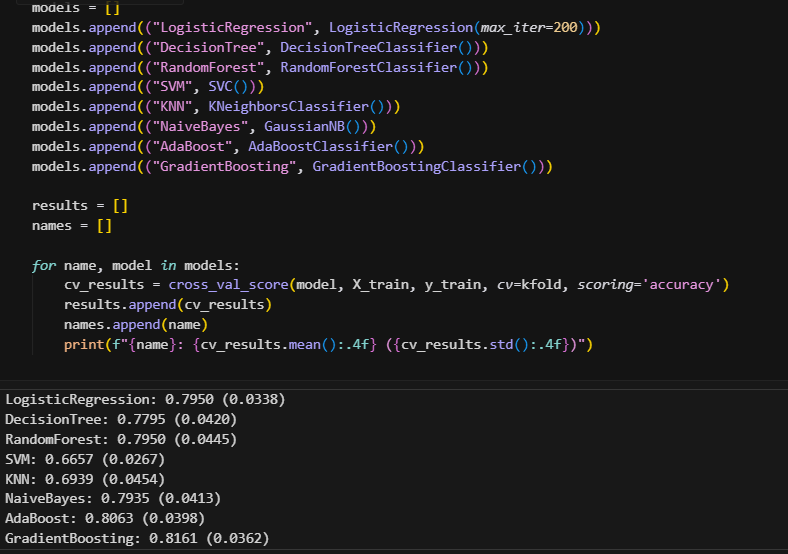 models = []
models.append(("LogisticRegression", LogisticRegression(max_iter=200)))
models.append(("DecisionTree", DecisionTreeClassifier()))
models.append(("RandomForest", RandomForestClassifier()))
models.append(("SVM", SVC()))
models.append(("KNN", KNeighborsClassifier()))
models.append(("NaiveBayes", GaussianNB()))
models.append(("AdaBoost", AdaBoostClassifier()))
models.append(("GradientBoosting", GradientBoostingClassifier()))
results = []
names = []
for name, model in models:
    cv_results = cross_val_score(model, X_train, y_train, cv=kfold, scoring='accuracy')
    results.append(cv_results)
    names.append(name)
    print(f"{name}: {cv_results.mean():.4f} ({cv_results.std():.4f})")
LogisticRegression: 0.7950 (0.0338)
DecisionTree: 0.7795 (0.0420)
RandomForest: 0.7950 (0.0445)
SVM: 0.6657 (0.0267)
KNN: 0.6939 (0.0454)
NaiveBayes: 0.7935 (0.0413)
AdaBoost: 0.8063 (0.0398)
GradientBoosting: 0.8161 (0.0362)